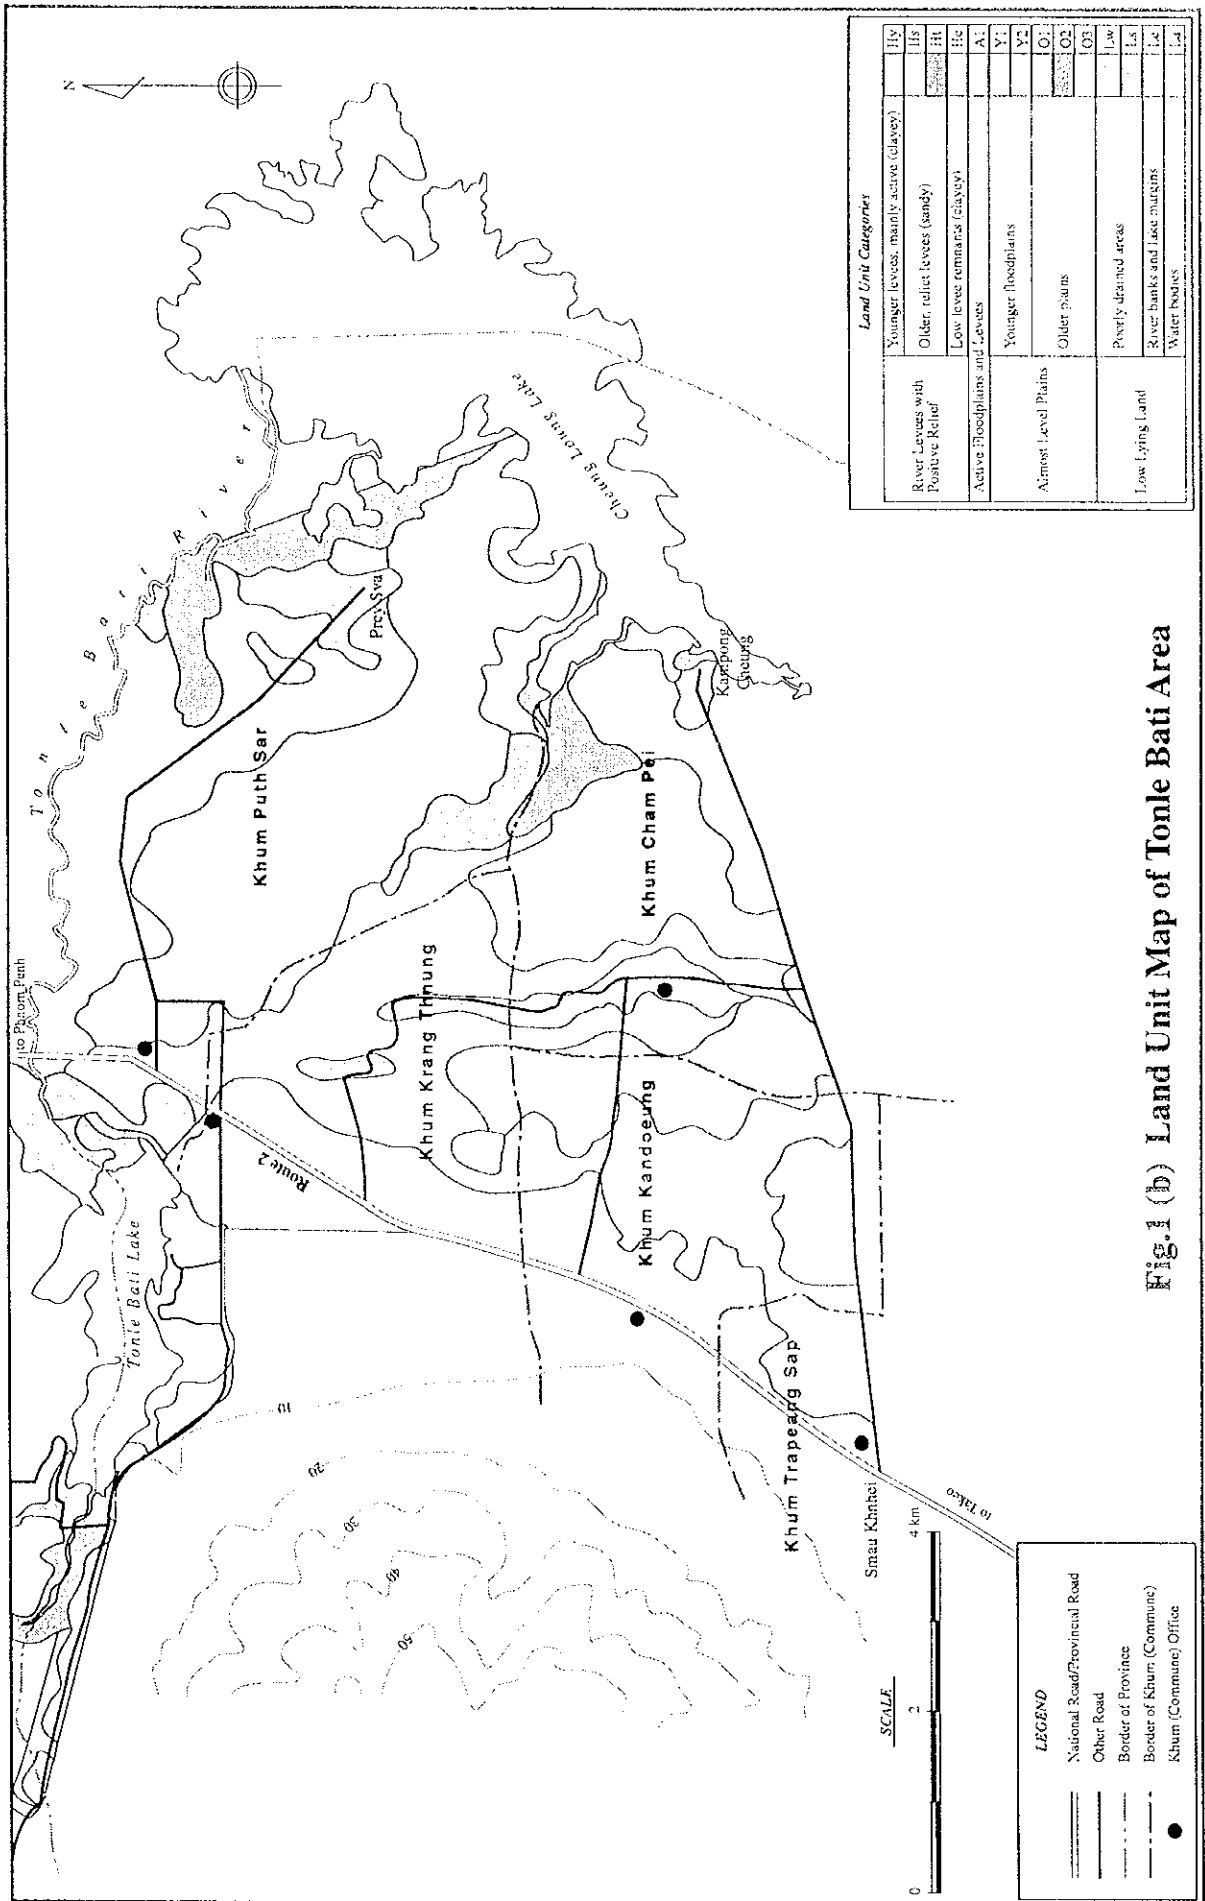 N
to Phnom Penh
Tonle Bati River
Tonle Bati Lake
Route 2
Khum Puth Sar
Prey Sva
Cheung Loung Lake
Khum Krang Thnung
Khum Cham Pei
Kampong
Cheung
Khum Kandoeung
Khum Trapeang Sap
Smau Khnhei
to Takeo
10
20
30
40
50
SCALE
0
2
4 km
LEGEND
National Road/Provincial Road
Other Road
Border of Province
Border of Khum (Commune)
Khum (Commune) Office
Land Unit Categories
River Levees with
Positive Relief
Younger levees, mainly active (clayey) Hy
Older, relict levees (sandy) Hs
Ht
Low levee remnants (clayey) Hc
Active Floodplains and Levees A1
Almost Level Plains
Younger floodplains Y1
Y2
Older plains O1
O2
O3
Low Lying Land
Poorly drained areas Lw
Ls
River banks and lake margins Lc
Water bodies La
Fig.1 (b) Land Unit Map of Tonle Bati Area